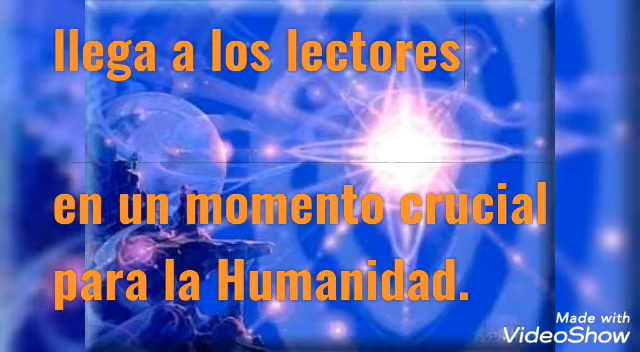 llega a los lectores
en un momento crucial
para la Humanidad.
Made with
VideoShow